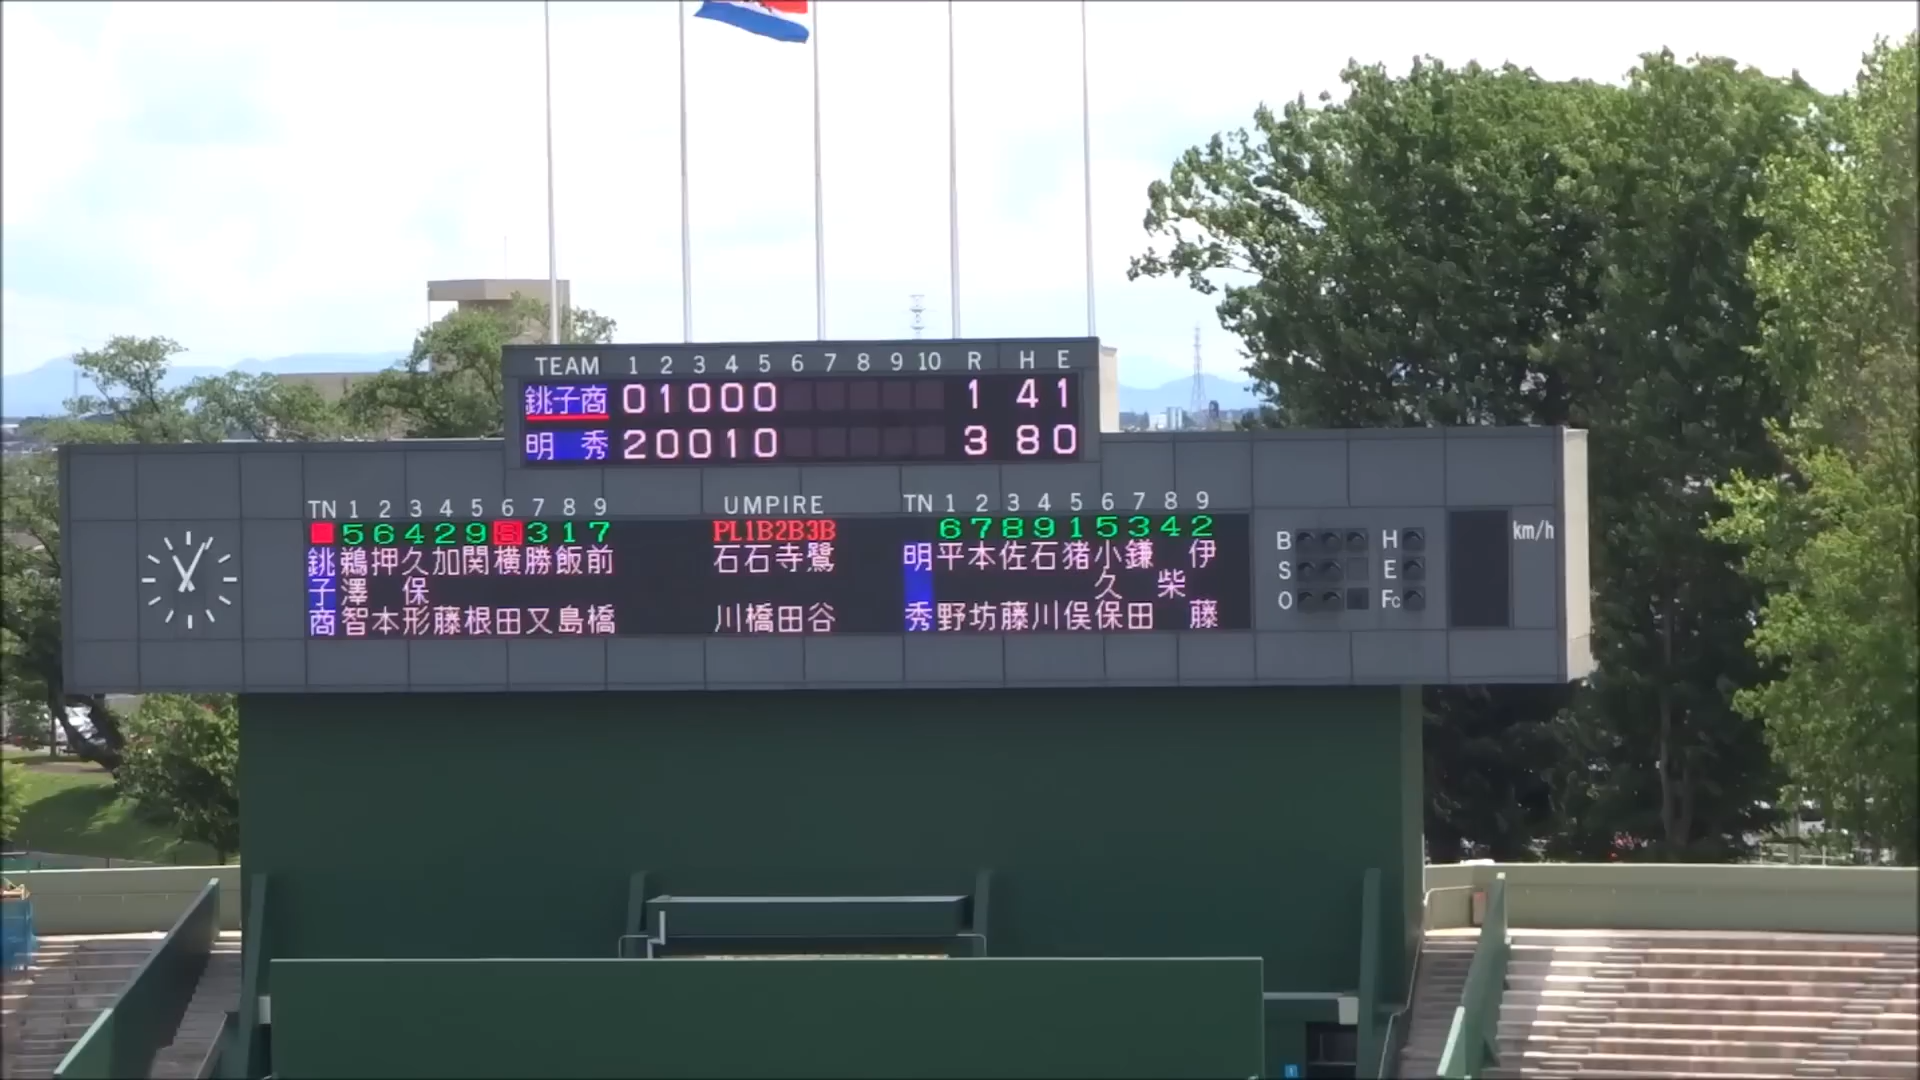 TEAM 1 2 3 4 5 6 7 8 9 10 R H E
銚子商 0 1 0 0 0 1 4 1
明秀 2 0 0 1 0 3 8 0
TN 1 2 3 4 5 6 7 8 9 UMPIRE TN 1 2 3 4 5 6 7 8 9
5 6 4 2 9 8 3 1 7 PL 1B 2B 3B 6 7 8 9 1 5 3 4 2
銚子商 鵜澤智 押本 久保形 加藤 関根 横田 勝又 飯島 前橋 石川 石橋 寺田 鷺谷 明秀 平野 本坊 佐藤 石川 猪俣 小久保 鎌田 柴 伊藤
B H km/h
S E
O Fc